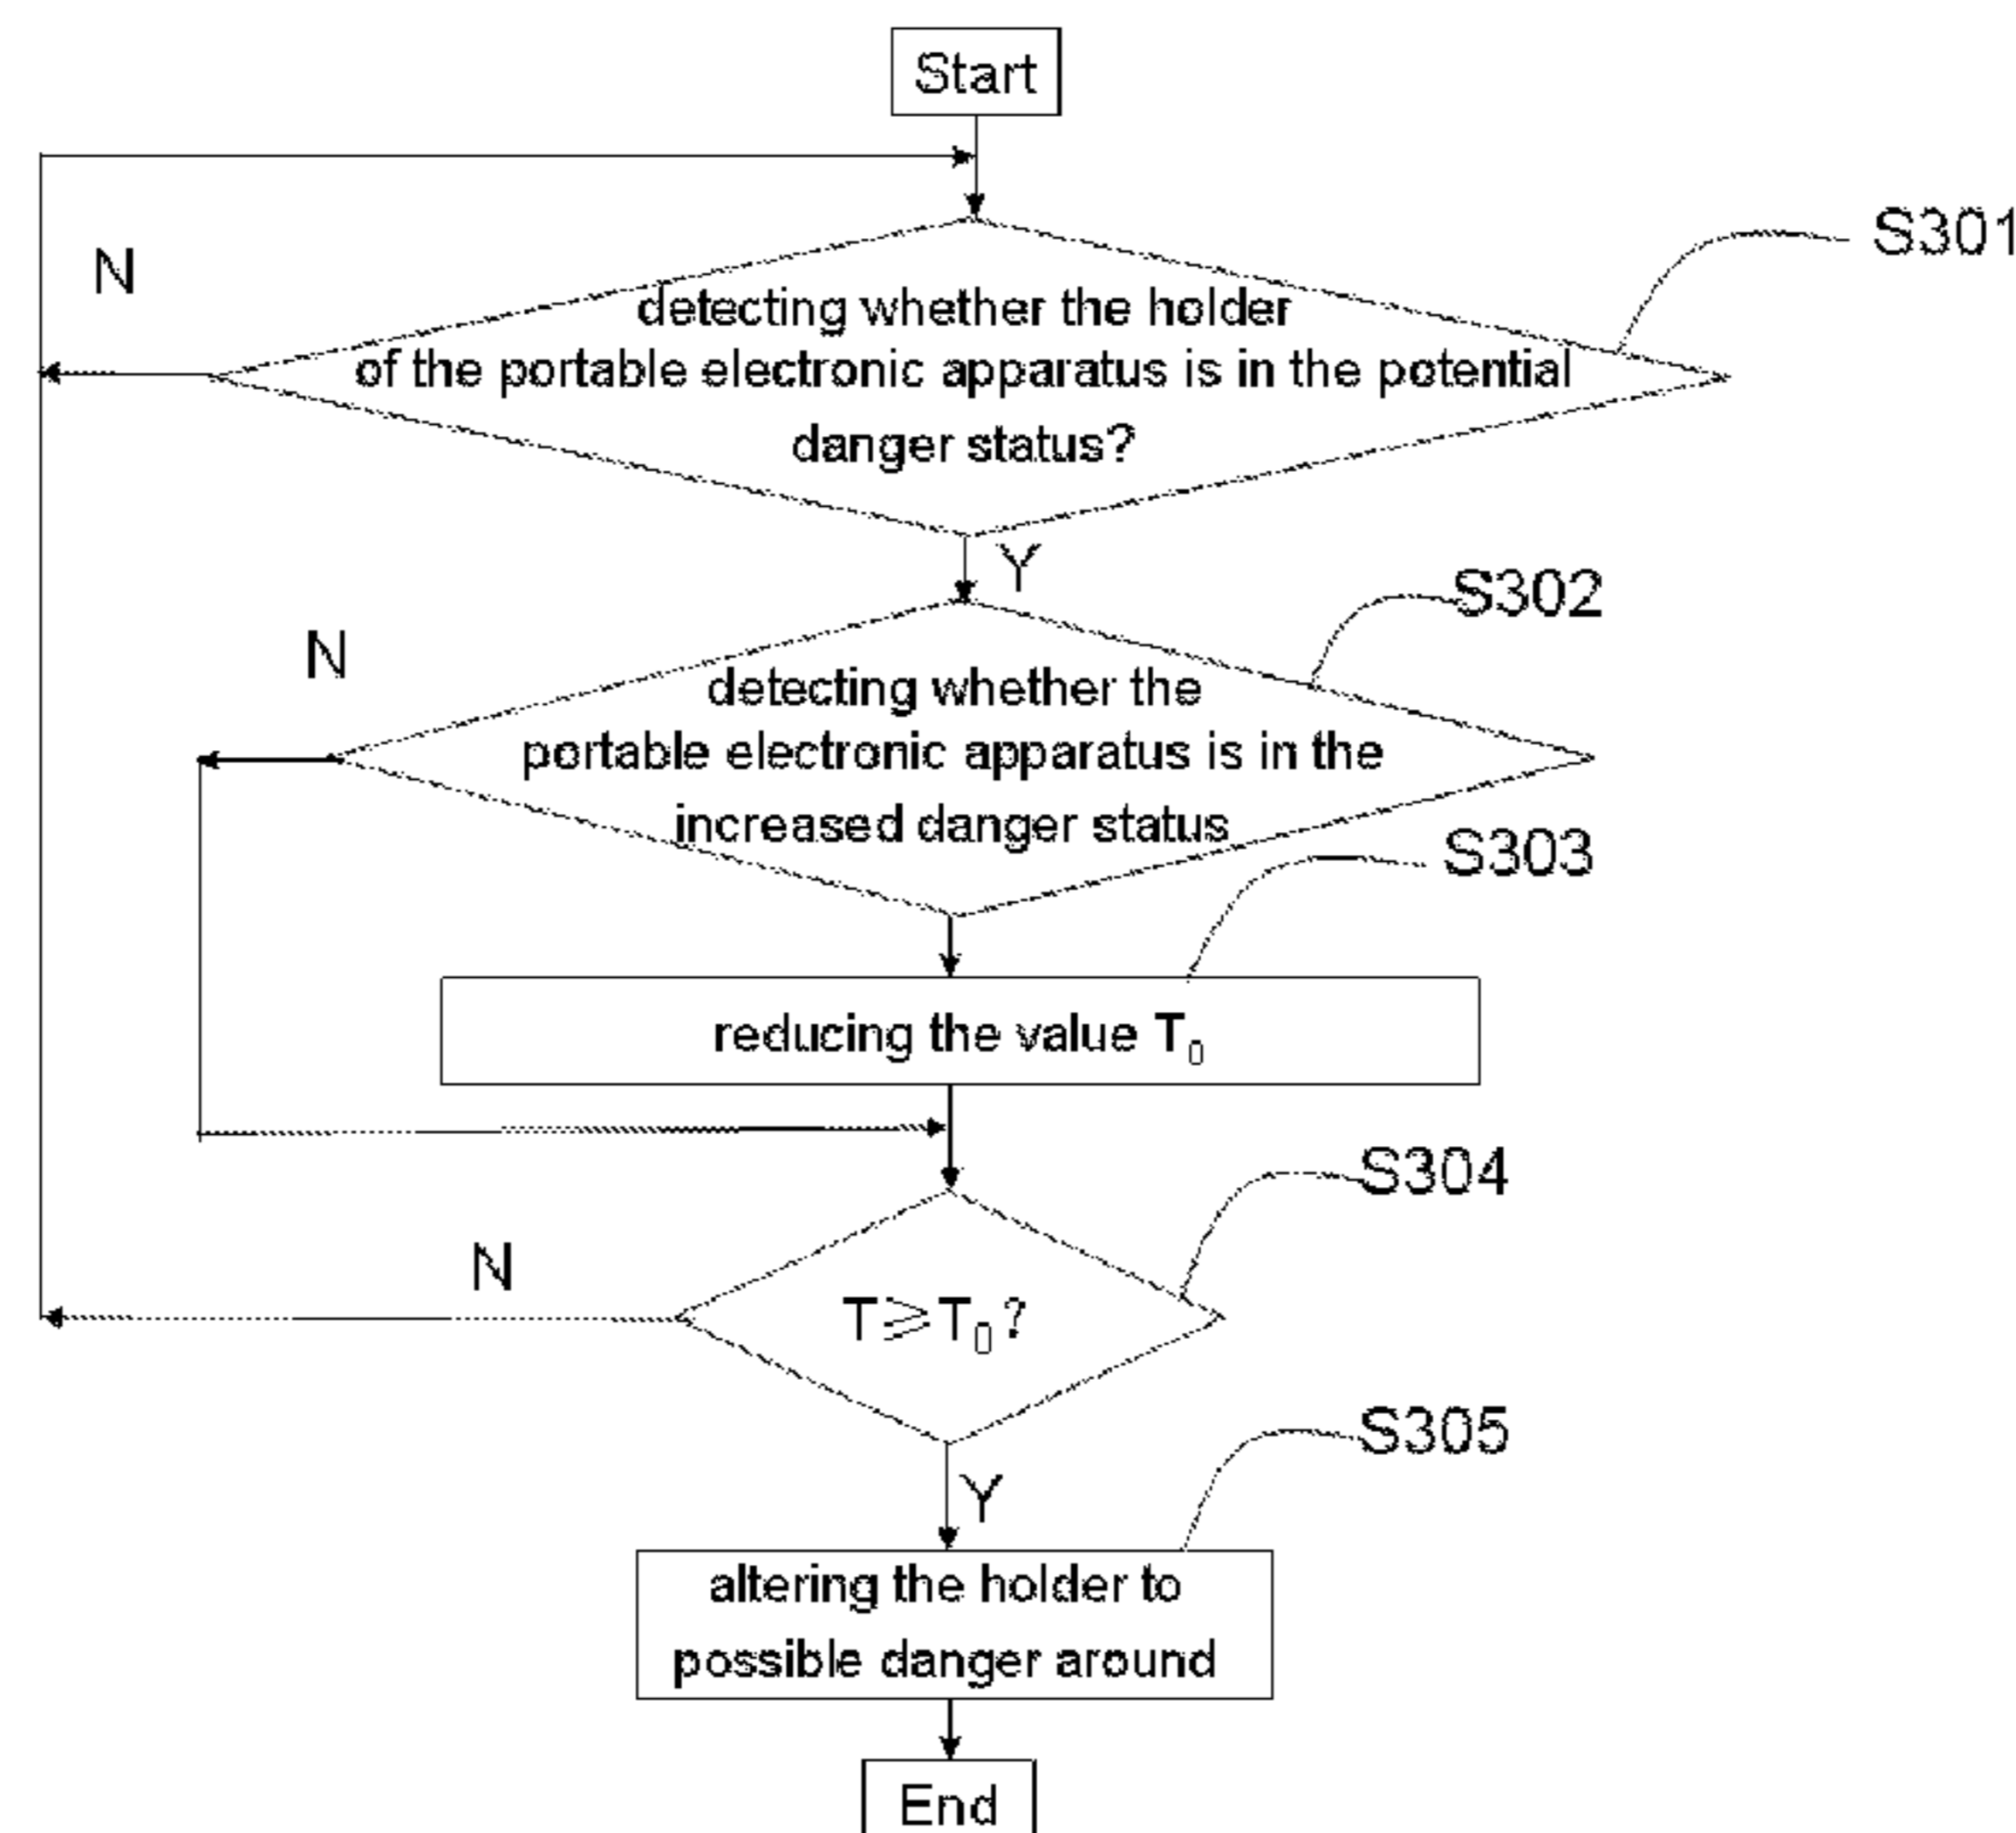 Start
S301
N
detecting whether the holder
of the portable electronic apparatus is in the potential
danger status?
Y
S302
N
detecting whether the
portable electronic apparatus is in the
increased danger status
S303
reducing the value T₀
S304
N
T≥T₀?
S305
Y
altering the holder to
possible danger around
End